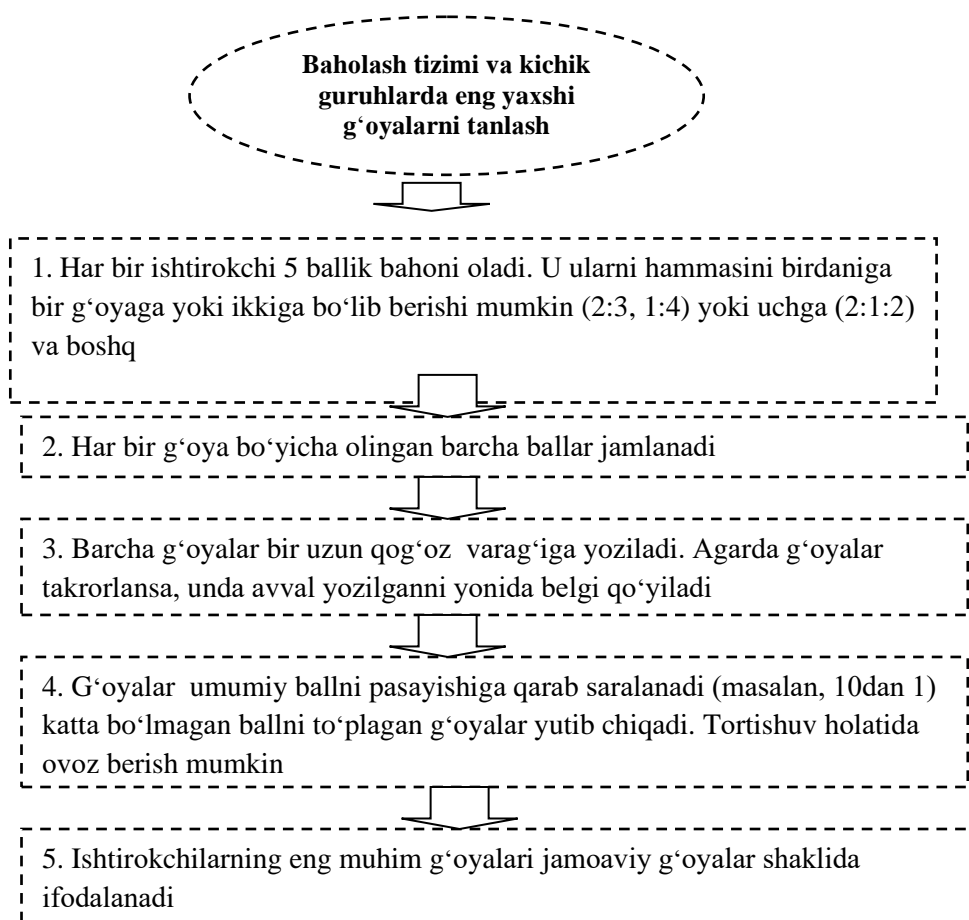 Baholash tizimi va kichik
guruhlarda eng yaxshi
g‘oyalarni tanlash
1. Har bir ishtirokchi 5 ballik bahoni oladi. U ularni hammasini birdaniga
bir g‘oyaga yoki ikkiga bo‘lib berishi mumkin (2:3, 1:4) yoki uchga (2:1:2)
va boshq
2. Har bir g‘oya bo‘yicha olingan barcha ballar jamlanadi
3. Barcha g‘oyalar bir uzun qog‘oz varag‘iga yoziladi. Agarda g‘oyalar
takrorlansa, unda avval yozilganni yonida belgi qo‘yiladi
4. G‘oyalar umumiy ballni pasayishiga qarab saralanadi (masalan, 10dan 1)
katta bo‘lmagan ballni to‘plagan g‘oyalar yutib chiqadi. Tortishuv holatida
ovoz berish mumkin
5. Ishtirokchilarning eng muhim g‘oyalari jamoaviy g‘oyalar shaklida
ifodalanadi